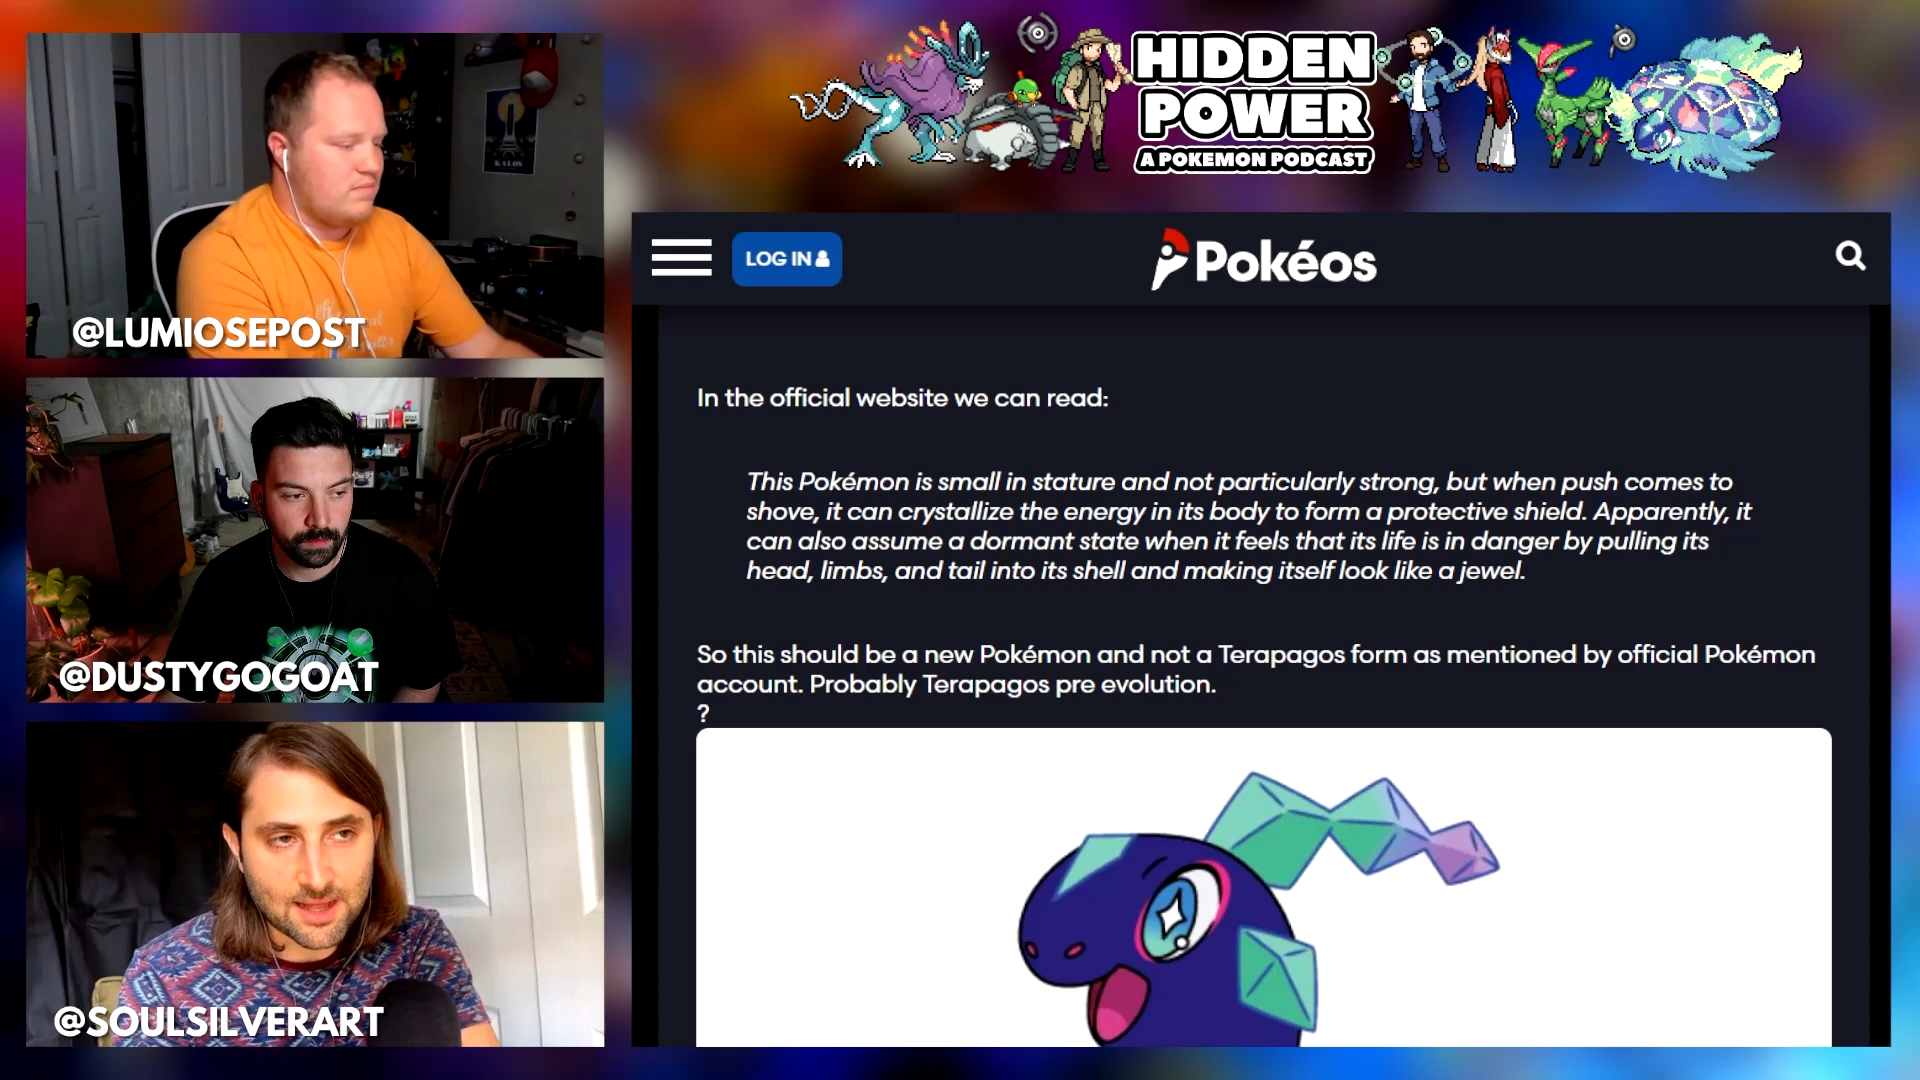 HIDDEN
POWER
A POKEMON PODCAST
LOG IN
Pokéos
In the official website we can read:
This Pokémon is small in stature and not particularly strong, but when push comes to
shove, it can crystallize the energy in its body to form a protective shield. Apparently, it
can also assume a dormant state when it feels that its life is in danger by pulling its
head, limbs, and tail into its shell and making itself look like a jewel.
So this should be a new Pokémon and not a Terapagos form as mentioned by official Pokémon
account. Probably Terapagos pre evolution.
?
KALOS
@LUMIOSEPOST
@DUSTYGOGOAT
@SOULSILVERART